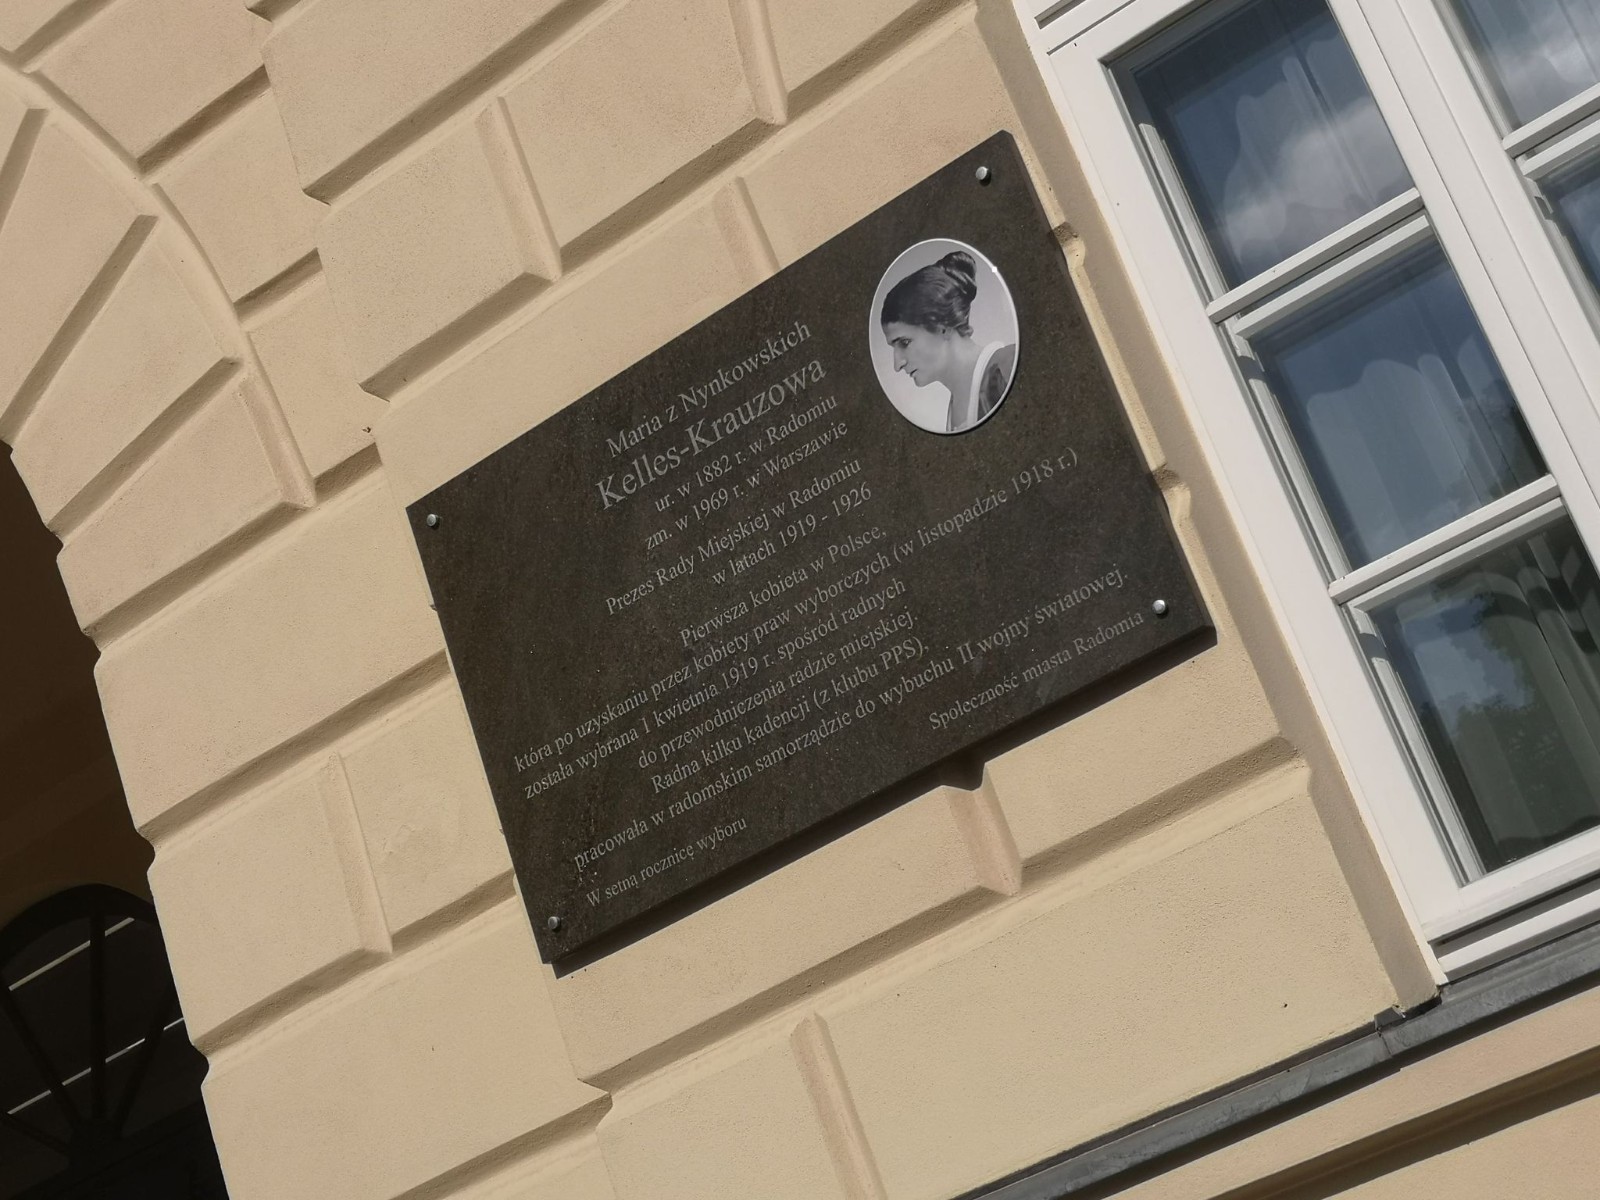 Maria z Nynkowskich
Kelles-Krauzowa
ur. w 1882 r. w Radomiu
zm. w 1969 r. w Warszawie
Prezes Rady Miejskiej w Radomiu
w latach 1919 - 1926
Pierwsza kobieta w Polsce,
która po uzyskaniu przez kobiety praw wyborczych (w listopadzie 1918 r.)
została wybrana 1 kwietnia 1919 r. spośród radnych
do przewodniczenia radzie miejskiej.
Radna kilku kadencji (z klubu PPS),
pracowała w radomskim samorządzie do wybuchu II wojny światowej.
W setną rocznicę wyboru
Społeczność miasta Radomia